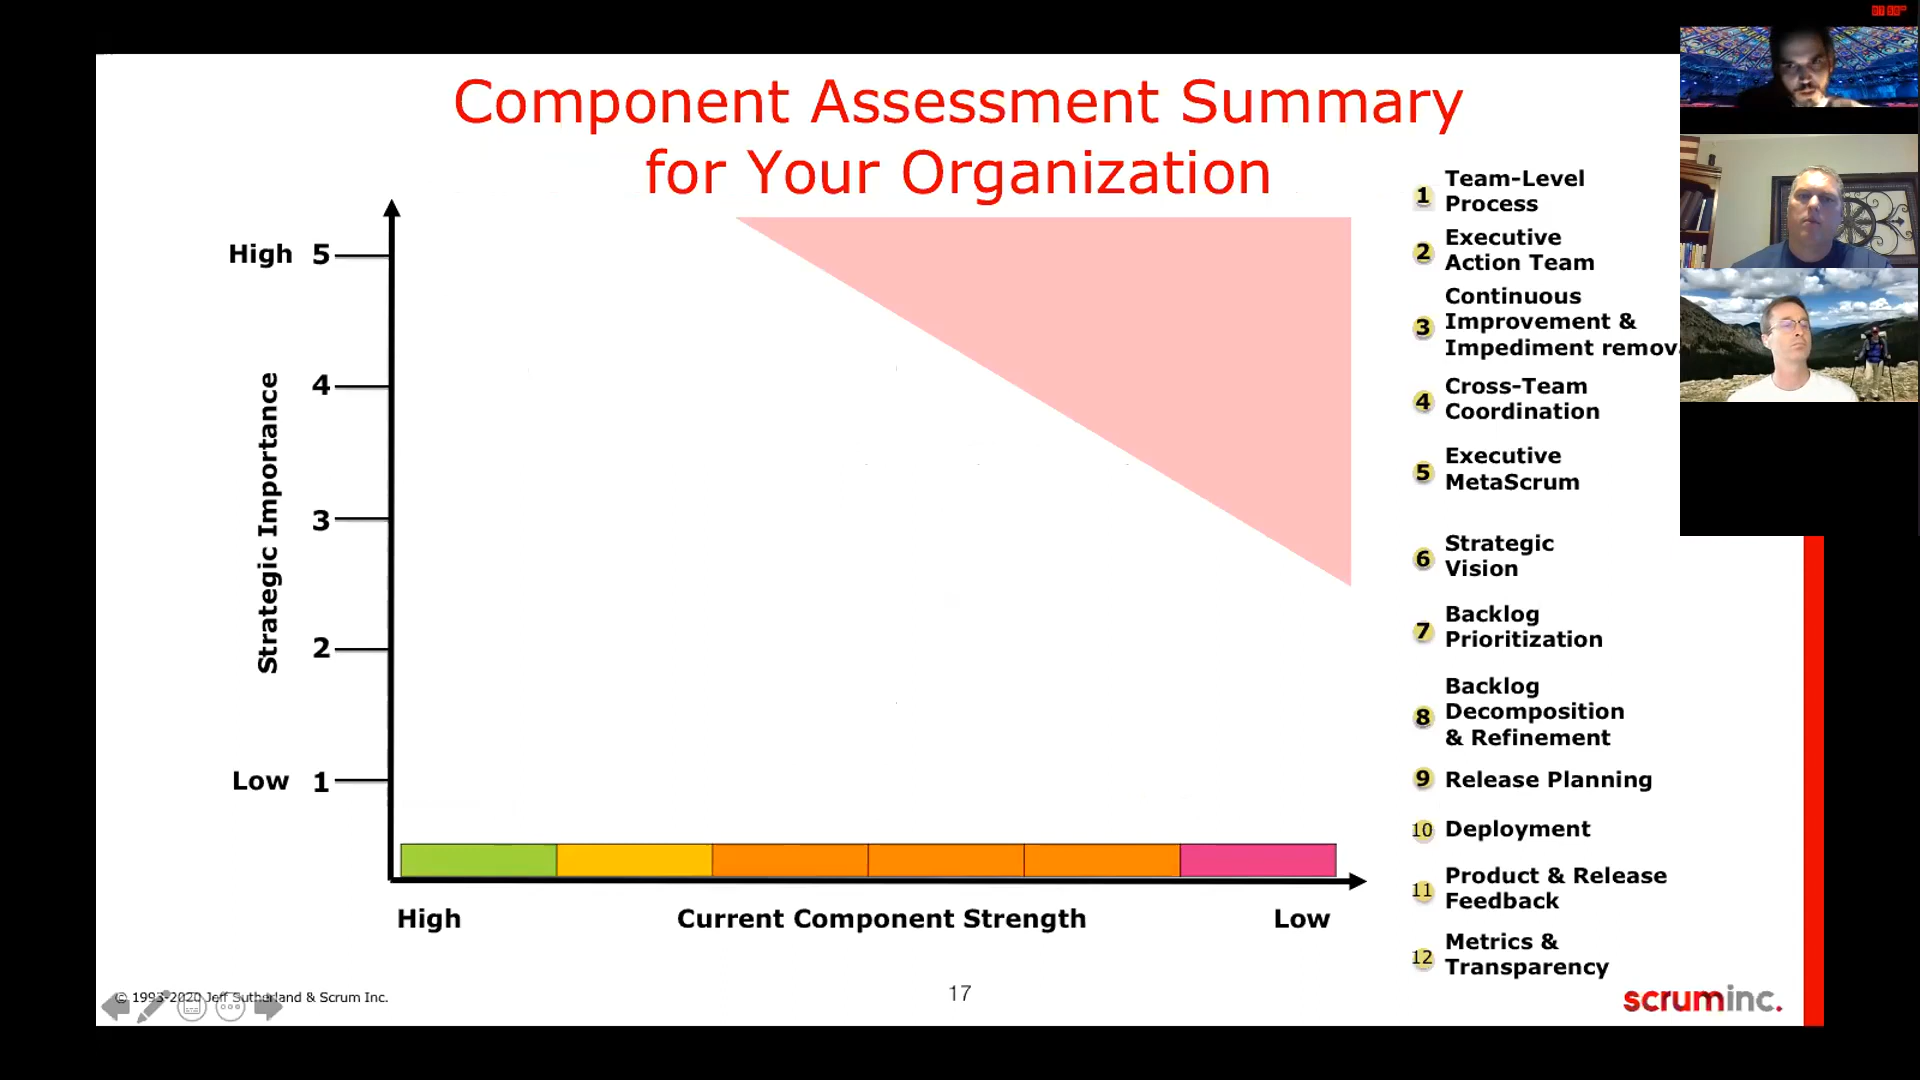 Component Assessment Summary
for Your Organization
High 5
4
3
2
Low 1
Strategic Importance
High
Current Component Strength
Low
1 Team-Level
Process
2 Executive
Action Team
3 Continuous
Improvement &
Impediment remov
4 Cross-Team
Coordination
5 Executive
MetaScrum
6 Strategic
Vision
7 Backlog
Prioritization
8 Backlog
Decomposition
& Refinement
9 Release Planning
10 Deployment
11 Product & Release
Feedback
12 Metrics &
Transparency
© 1993-2020 Jeff Sutherland & Scrum Inc.
17
scruminc.